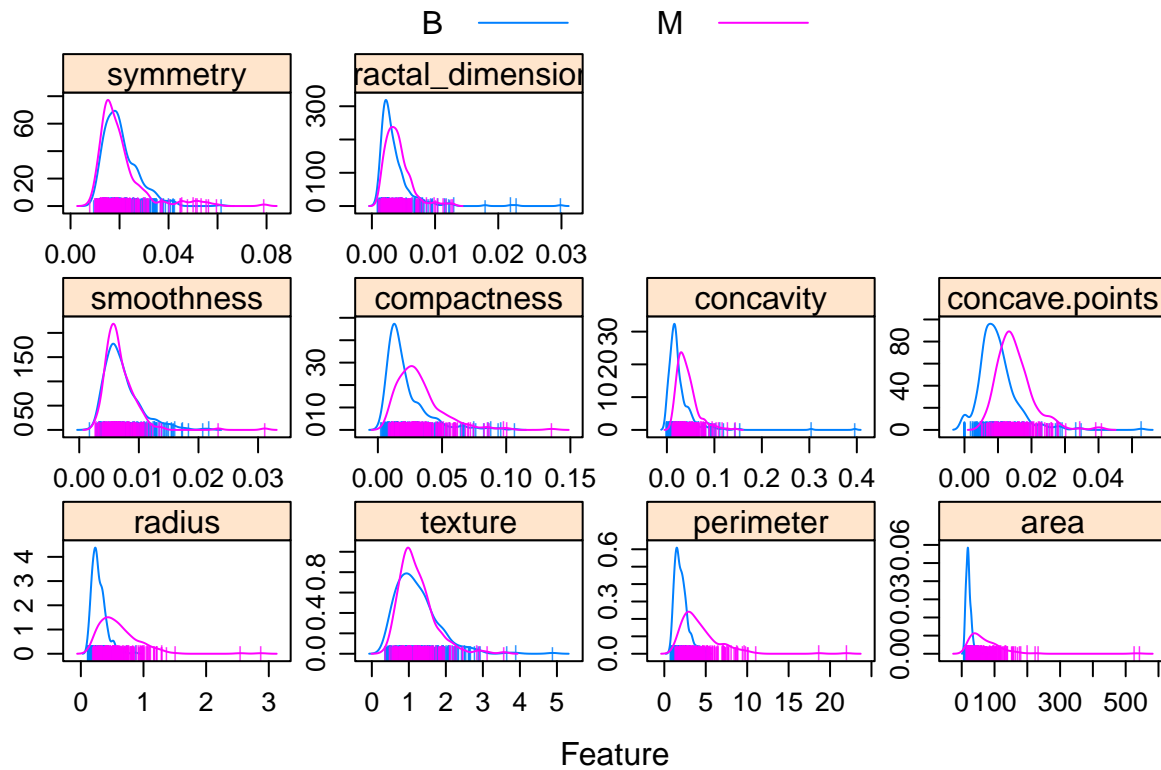 B M
symmetry
0 20 60
0.00 0.04 0.08
ractal_dimension
0 100 300
0.00 0.01 0.02 0.03
smoothness
0 50 150
0.00 0.01 0.02 0.03
compactness
0 10 30
0.00 0.05 0.10 0.15
concavity
0 10 20 30
0.0 0.1 0.2 0.3 0.4
concave.points
0 40 80
0.00 0.02 0.04
radius
0 1 2 3 4
0 1 2 3
texture
0.0 0.4 0.8
0 1 2 3 4 5
perimeter
0.0 0.3 0.6
0 5 10 20
area
0.00 0.03 0.06
0 100 300 500
Feature